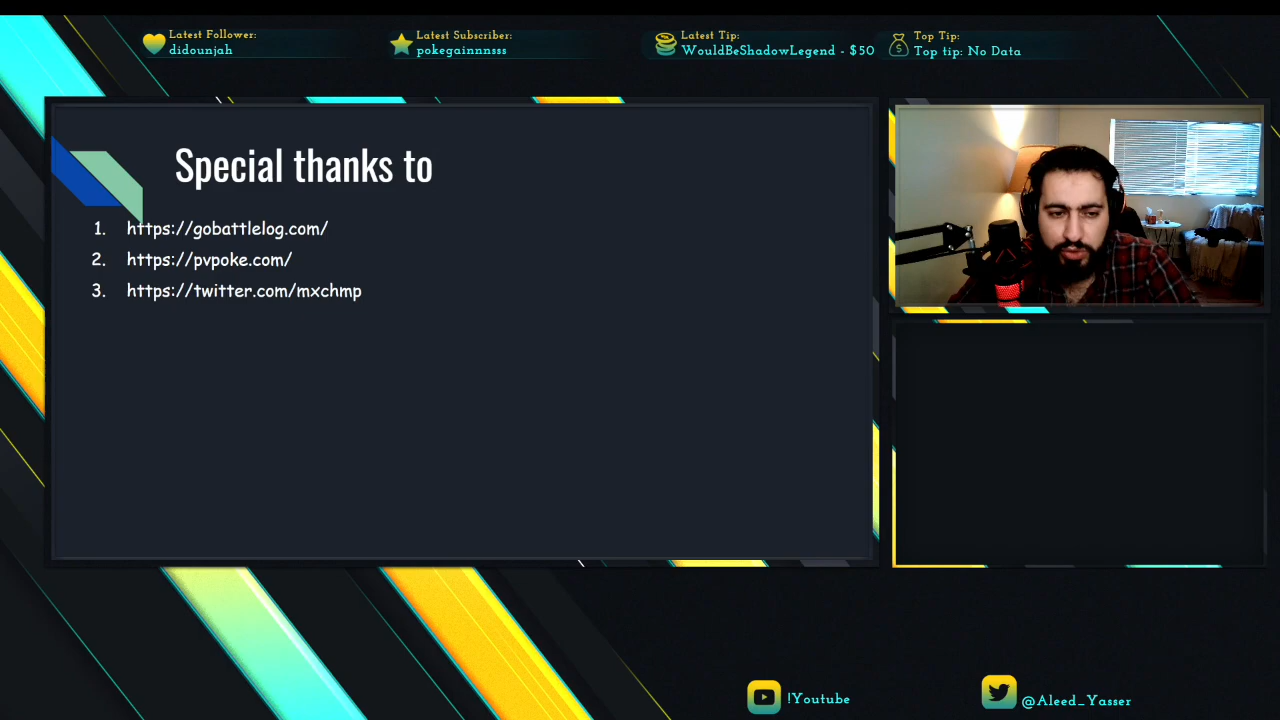 Latest Follower:
didounjah
Latest Subscriber:
pokegainnnsss
Latest Tip:
WouldBeShadowLegend - $50
Top Tip:
Top tip: No Data
Special thanks to
1. https://gobattlelog.com/
2. https://pvpoke.com/
3. https://twitter.com/mxchmp
!Youtube
@Aleed_Yasser